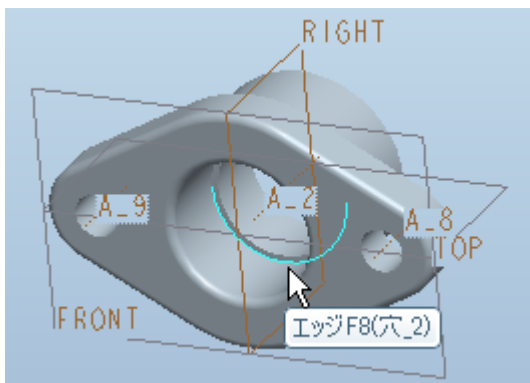 RIGHT
A_9
A_2
A_8
TOP
FRONT
エッジF8(穴_2)